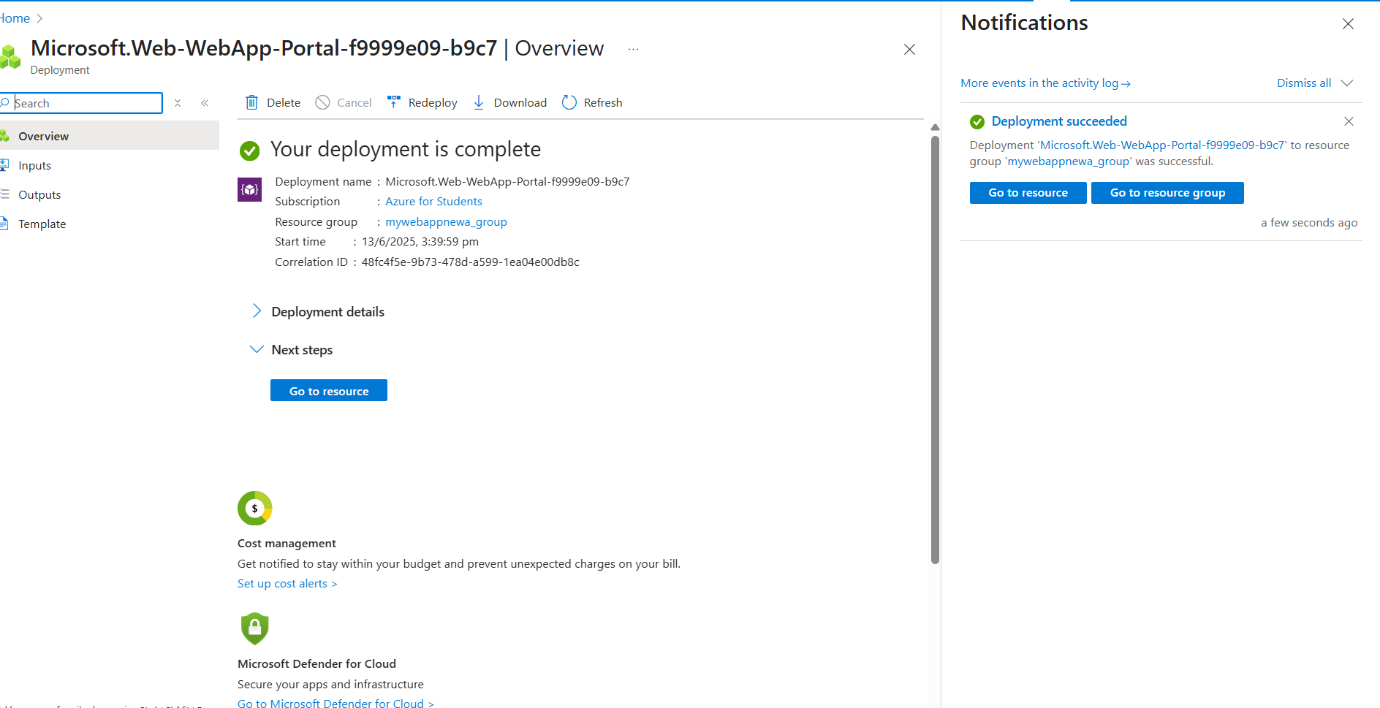 Home
Microsoft.Web-WebApp-Portal-f9999e09-b9c7 | Overview ...
Deployment
Search
Overview
Inputs
Outputs
Template
Delete Cancel Redeploy Download Refresh
Your deployment is complete
Deployment name : Microsoft.Web-WebApp-Portal-f9999e09-b9c7
Subscription : Azure for Students
Resource group : mywebappnewa_group
Start time : 13/6/2025, 3:39:59 pm
Correlation ID : 48fc4f5e-9b73-478d-a599-1ea04e00db8c
Deployment details
Next steps
Go to resource
$
Cost management
Get notified to stay within your budget and prevent unexpected charges on your bill.
Set up cost alerts >
Microsoft Defender for Cloud
Secure your apps and infrastructure
Go to Microsoft Defender for Cloud >
Notifications
More events in the activity log → Dismiss all
Deployment succeeded
Deployment 'Microsoft.Web-WebApp-Portal-f9999e09-b9c7' to resource
group 'mywebappnewa_group' was successful.
Go to resource Go to resource group
a few seconds ago